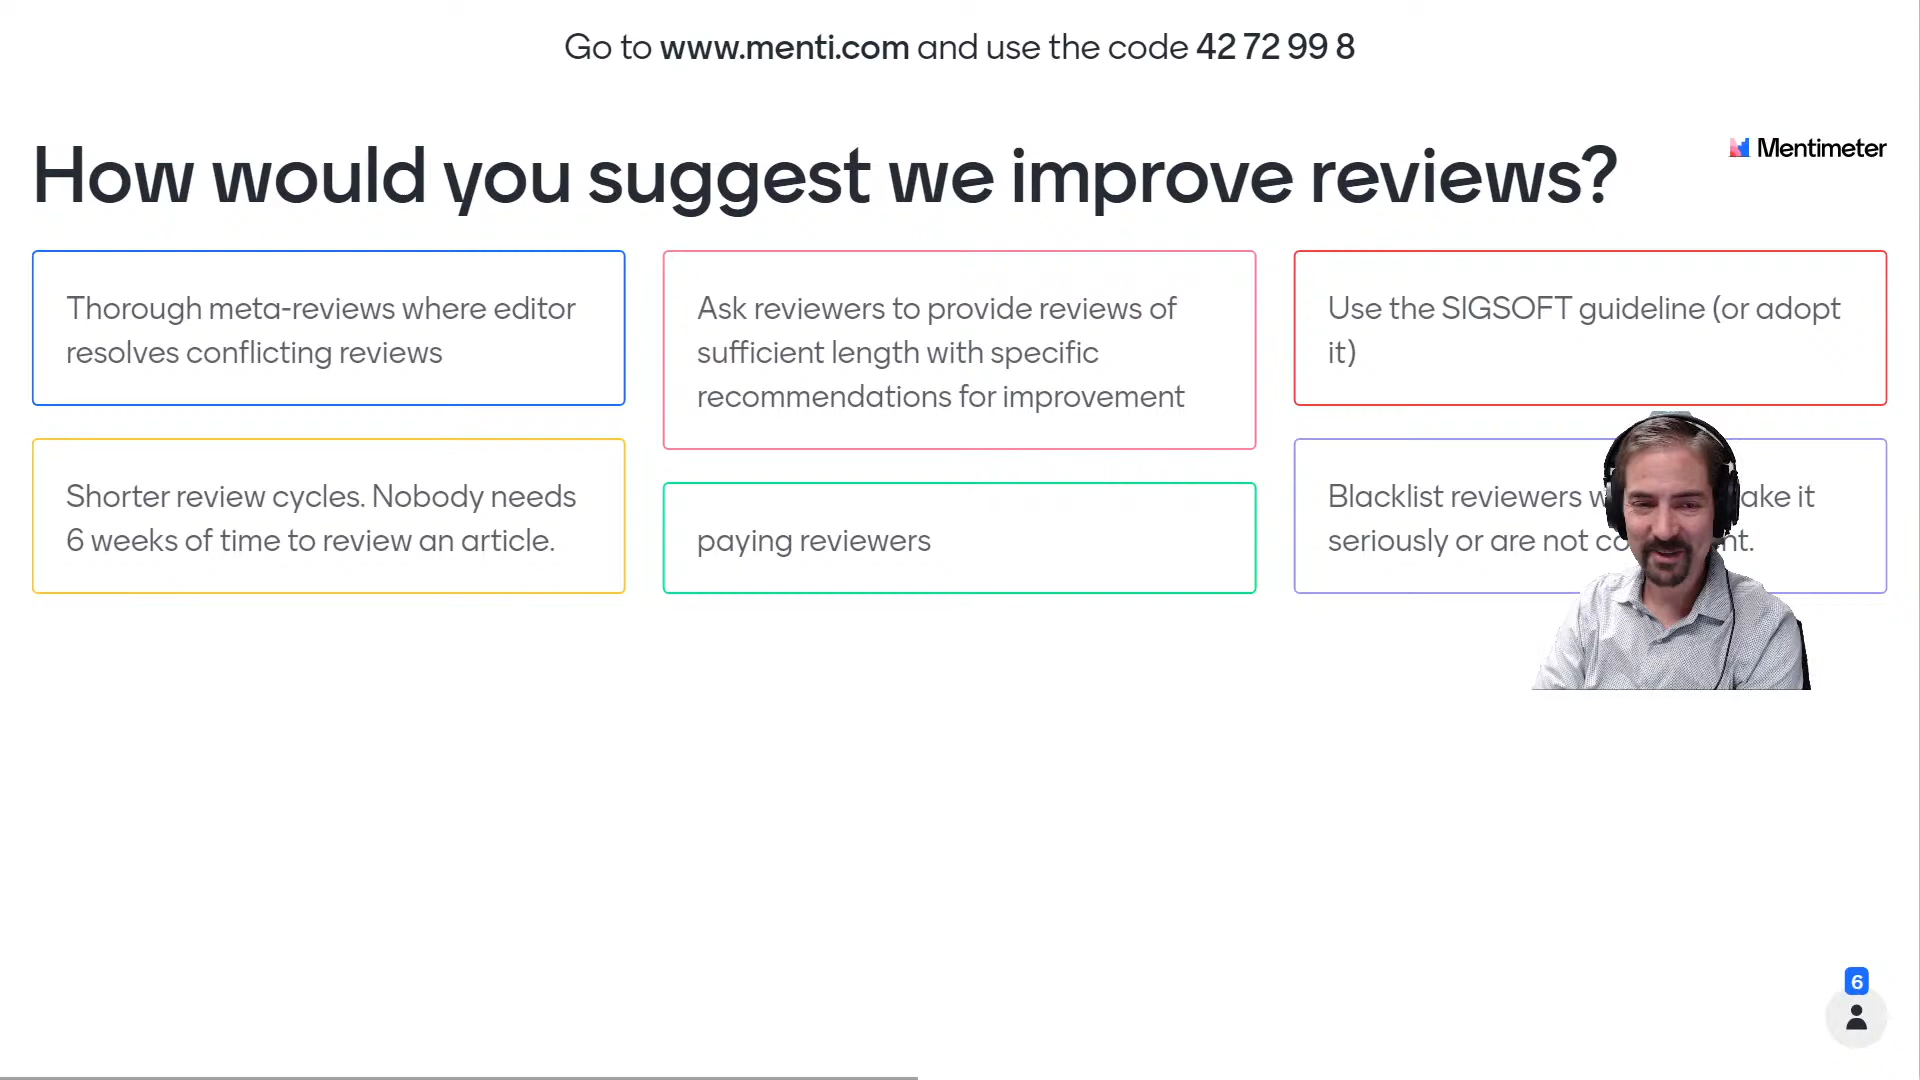 Go to www.menti.com and use the code 42 72 99 8
How would you suggest we improve reviews?
Mentimeter
Thorough meta-reviews where editor
resolves conflicting reviews
Ask reviewers to provide reviews of
sufficient length with specific
recommendations for improvement
Use the SIGSOFT guideline (or adopt
it)
Shorter review cycles. Nobody needs
6 weeks of time to review an article.
paying reviewers
Blacklist reviewers it
seriously or are not
6